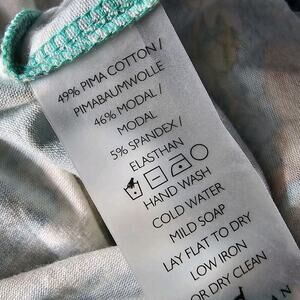 49% PIMA COTTON /
PIMABAUMWOLLE
46% MODAL /
MODAL
5% SPANDEX /
ELASTHAN
HAND WASH
COLD WATER
MILD SOAP
LAY FLAT TO DRY
LOW IRON
OR DRY CLEAN